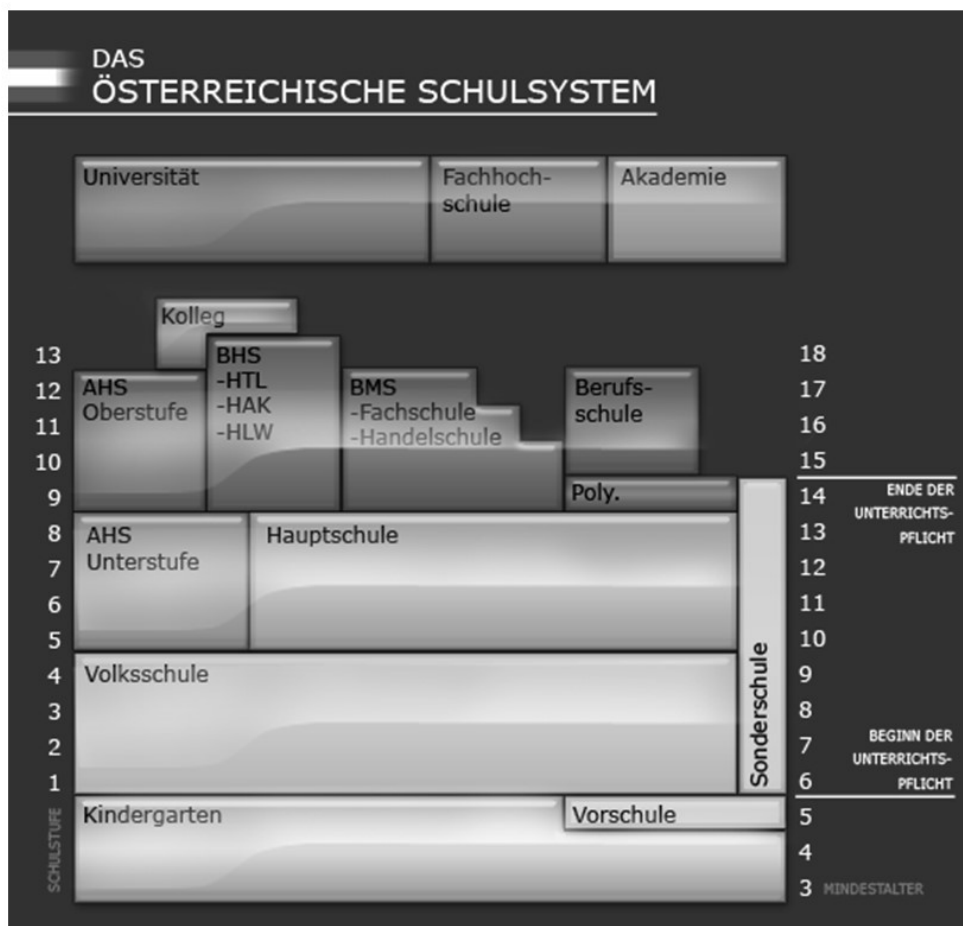 DAS
ÖSTERREICHISCHE SCHULSYSTEM
Universität
Fachhoch-
schule
Akademie
Kolleg
13
12
11
10
9
8
7
6
5
4
3
2
1
SCHULSTUFE
AHS
Oberstufe
BHS
-HTL
-HAK
-HLW
BMS
-Fachschule
-Handelschule
Berufs-
schule
Poly.
AHS
Unterstufe
Hauptschule
Volksschule
Sonderschule
Kindergarten
Vorschule
18
17
16
15
14
13
12
11
10
9
8
7
6
5
4
3 MINDESTALTER
ENDE DER
UNTERRICHTS-
PFLICHT
BEGINN DER
UNTERRICHTS-
PFLICHT